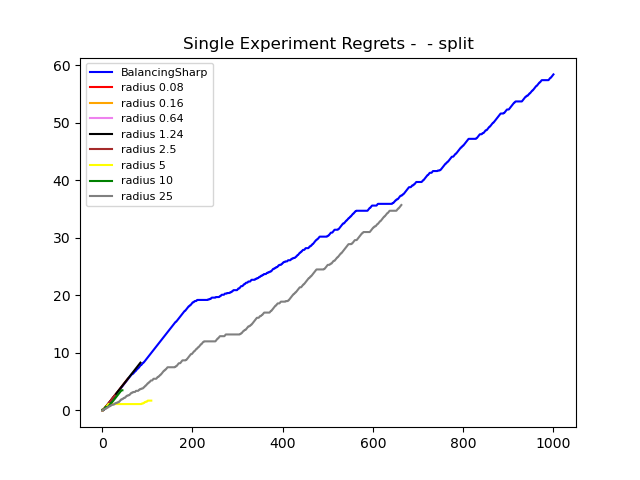 Single Experiment Regrets -  - split
60
50
40
30
20
10
0
BalancingSharp
radius 0.08
radius 0.16
radius 0.64
radius 1.24
radius 2.5
radius 5
radius 10
radius 25
0 200 400 600 800 1000